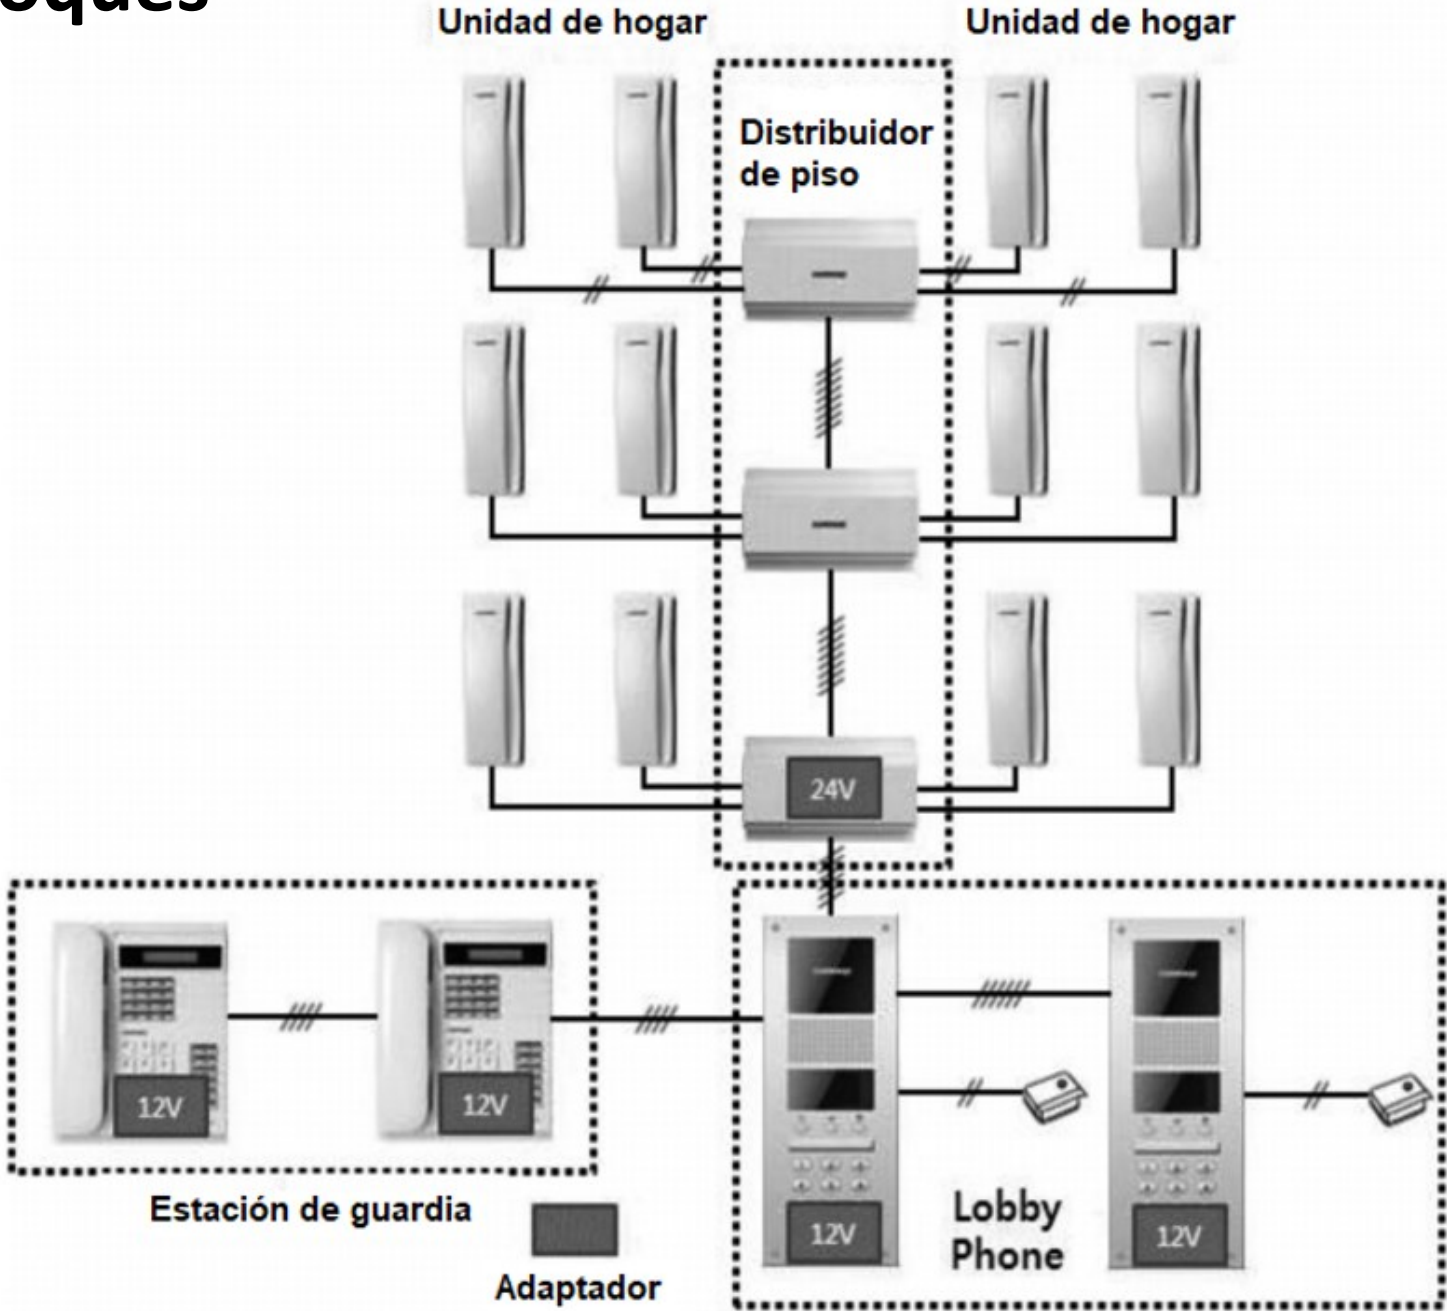 oques
Unidad de hogar
Unidad de hogar
Distribuidor
de piso
24V
12V
12V
Estación de guardia
Adaptador
Lobby
Phone
12V
12V